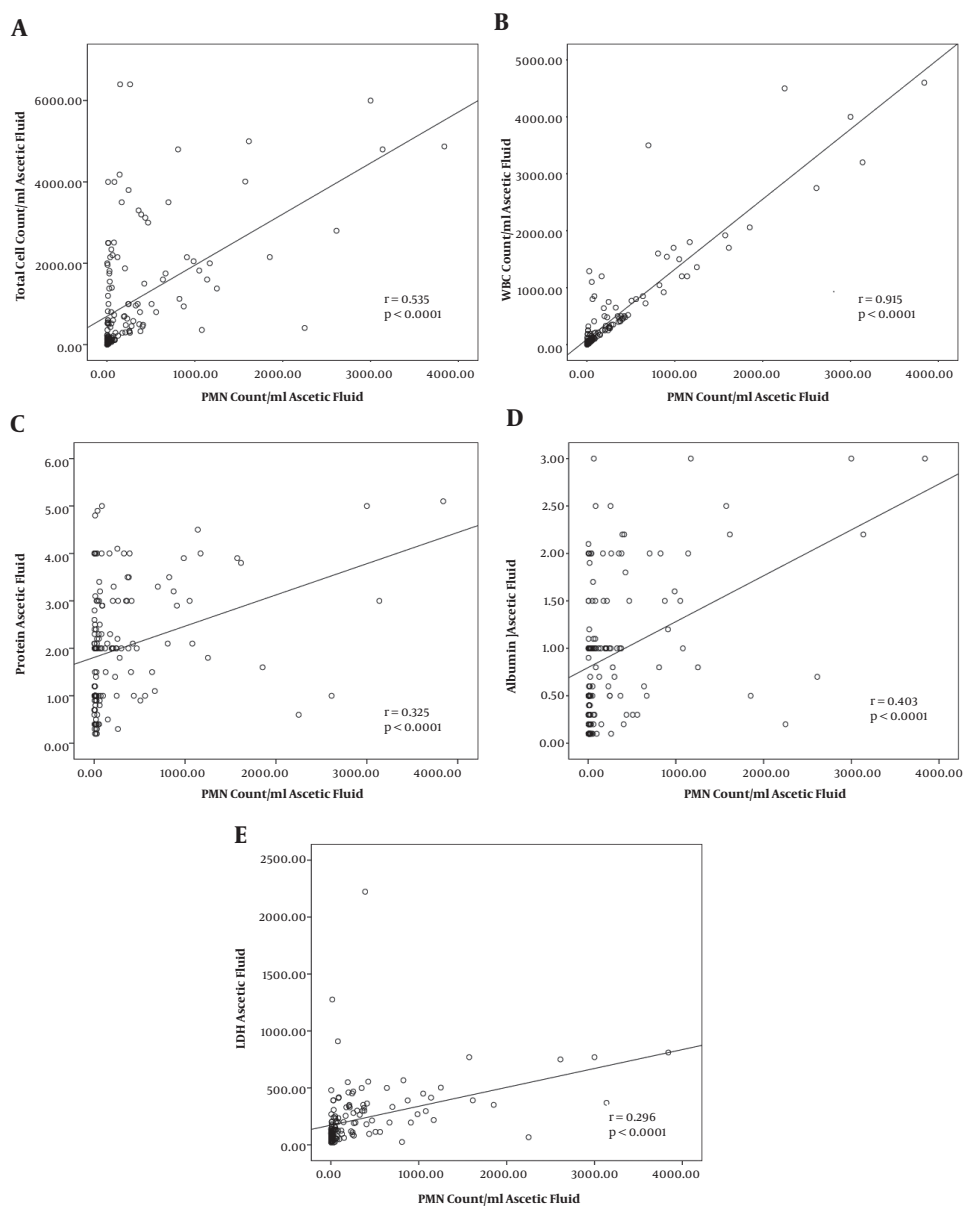 A
Total Cell Count/ml Ascetic Fluid
6000.00
4000.00
2000.00
0.00
r = 0.535
p < 0.0001
0.00 1000.00 2000.00 3000.00 4000.00
PMN Count/ml Ascetic Fluid
B
WBC Count/ml Ascetic Fluid
5000.00
4000.00
3000.00
2000.00
1000.00
0.00
r = 0.915
p < 0.0001
0.00 1000.00 2000.00 3000.00 4000.00
PMN Count/ml Ascetic Fluid
C
Protein Ascetic Fluid
6.00
5.00
4.00
3.00
2.00
1.00
0.00
r = 0.325
p < 0.0001
0.00 1000.00 2000.00 3000.00 4000.00
PMN Count/ml Ascetic Fluid
D
Albumin ]Ascetic Fluid
3.00
2.50
2.00
1.50
1.00
0.50
0.00
r = 0.403
p < 0.0001
0.00 1000.00 2000.00 3000.00 4000.00
PMN Count/ml Ascetic Fluid
E
LDH Ascetic Fluid
2500.00
2000.00
1500.00
1000.00
500.00
0.00
r = 0.296
p < 0.0001
0.00 1000.00 2000.00 3000.00 4000.00
PMN Count/ml Ascetic Fluid